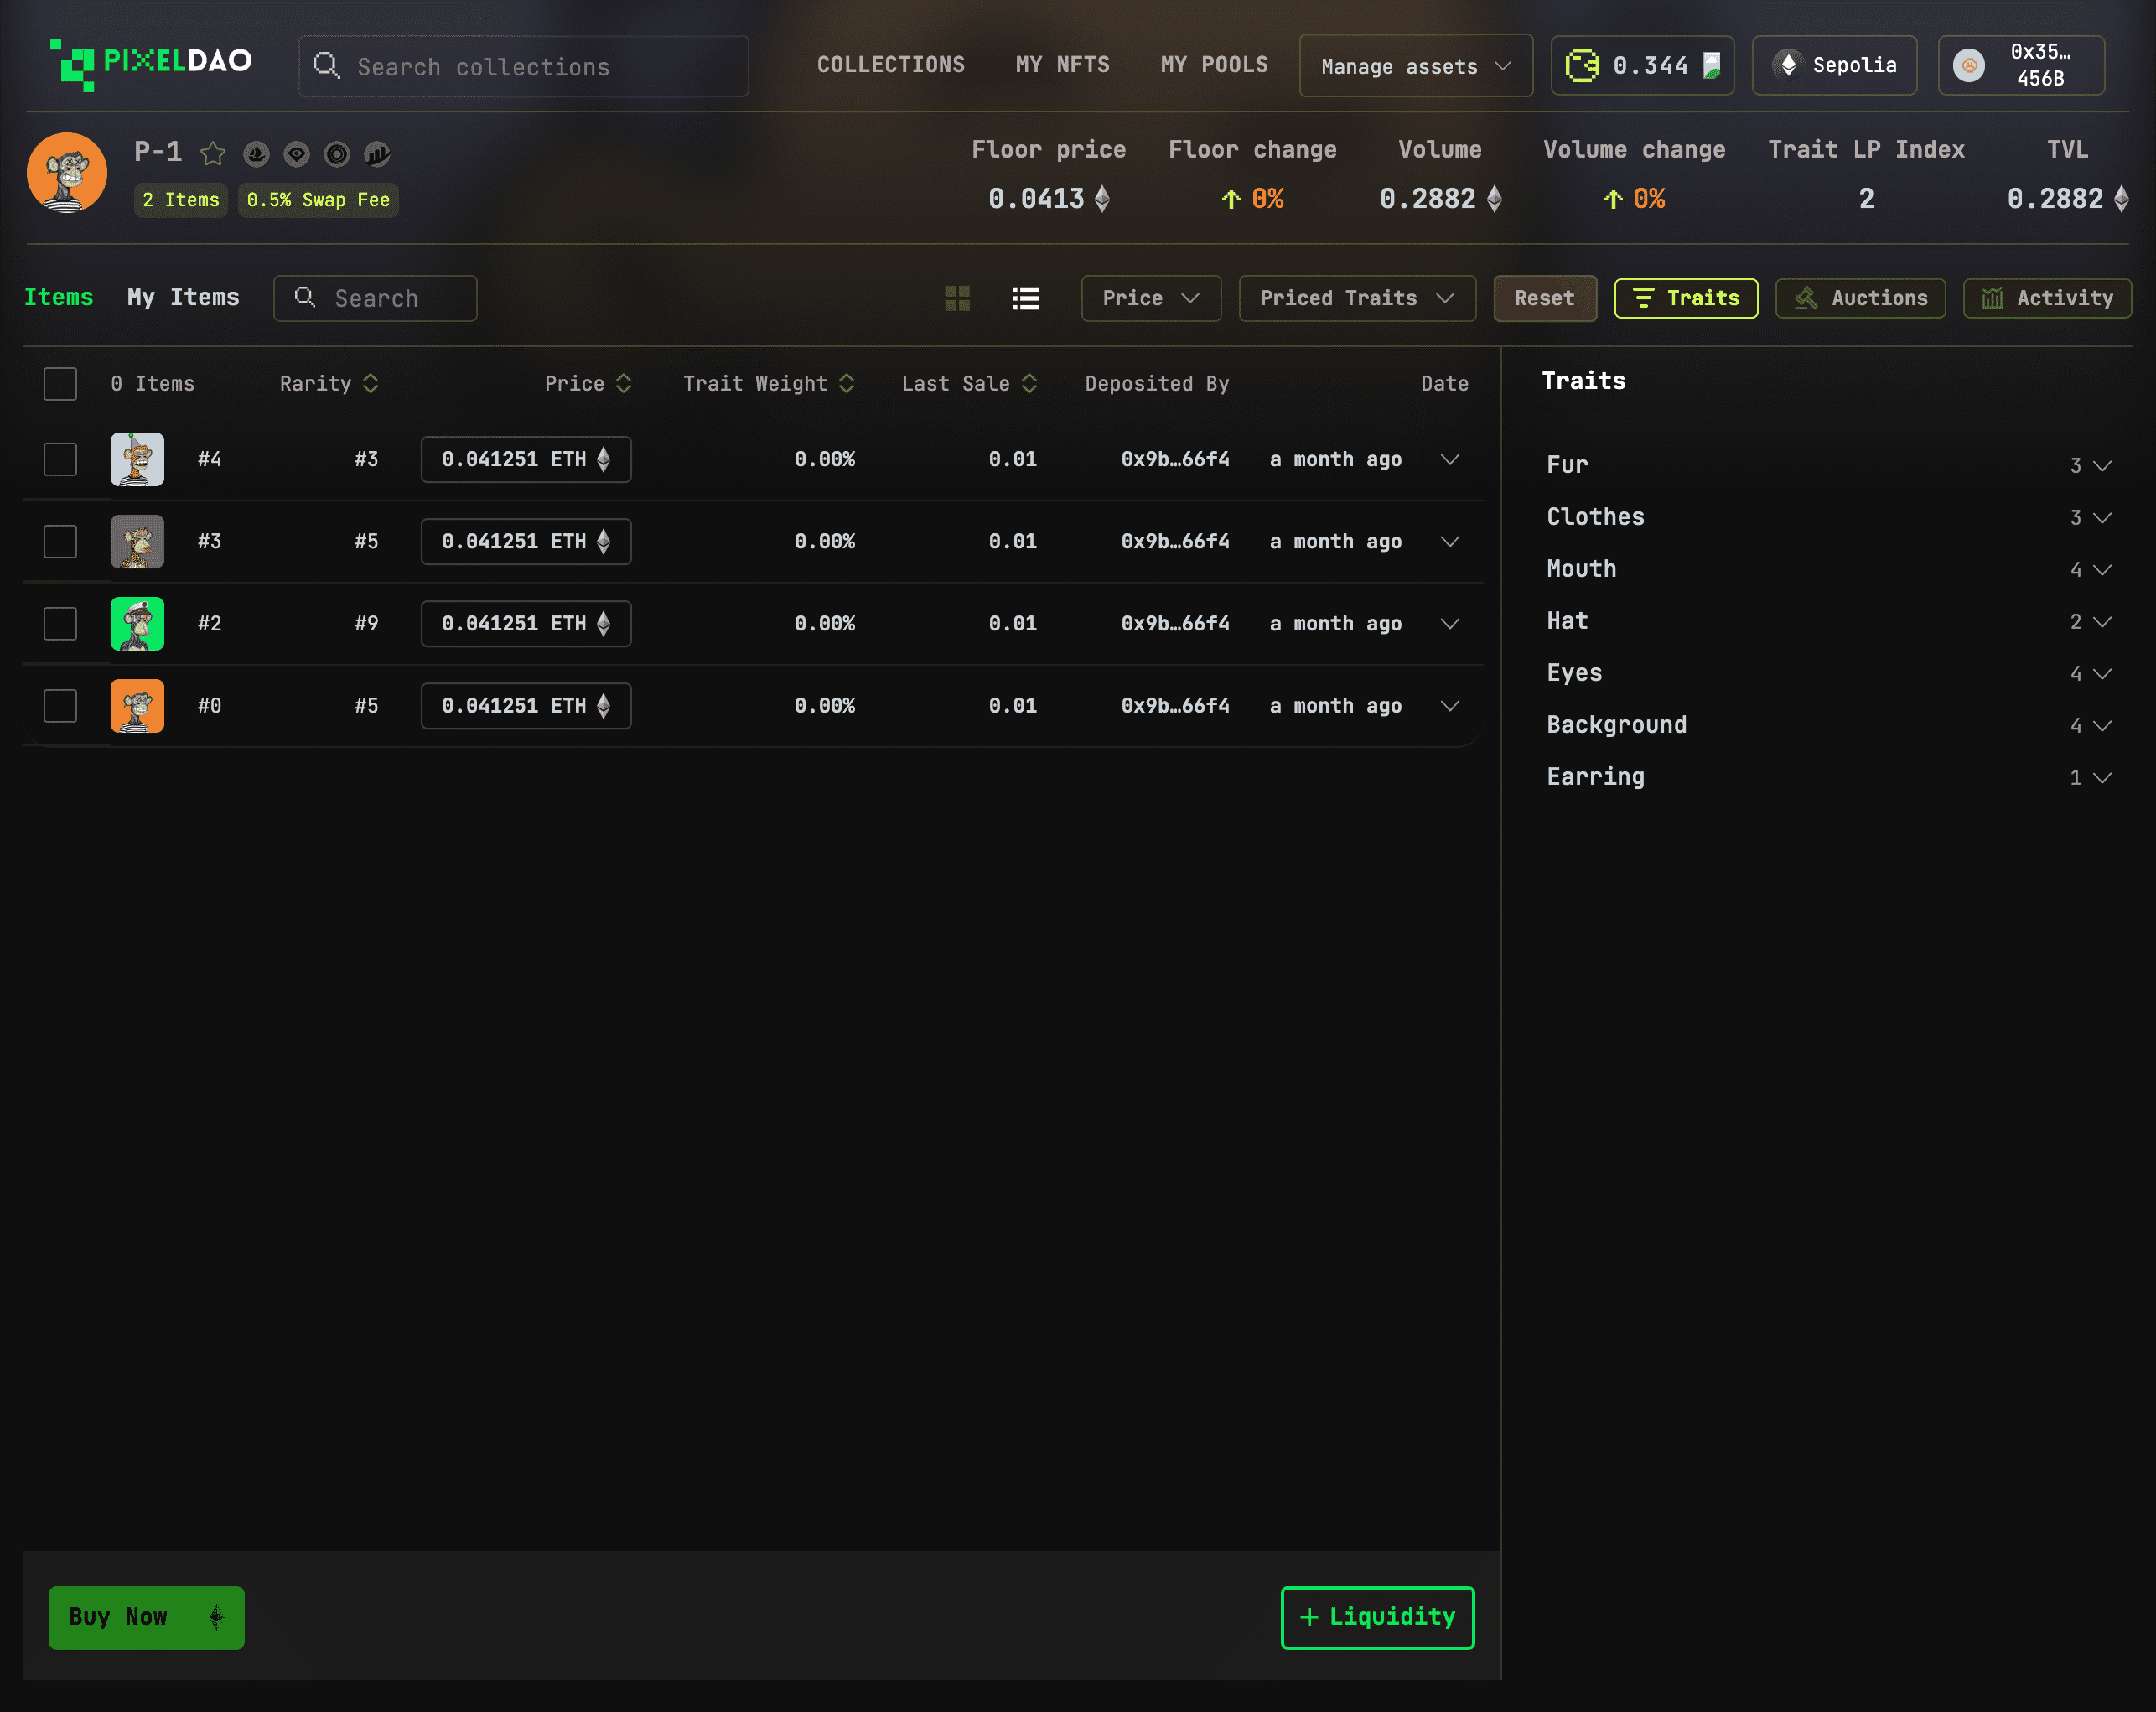 PIXELDAO
Search collections
COLLECTIONS
MY NFTS
MY POOLS
Manage assets
0.344
Sepolia
0x35…
456B
P-1
2 Items
0.5% Swap Fee
Floor price
0.0413
Floor change
0%
Volume
0.2882
Volume change
0%
Trait LP Index
2
TVL
0.2882
Items
My Items
Search
Price
Priced Traits
Reset
Traits
Auctions
Activity
0 Items Rarity Price Trait Weight Last Sale Deposited By Date
#4 #3 0.041251 ETH 0.00% 0.01 0x9b…66f4 a month ago
#3 #5 0.041251 ETH 0.00% 0.01 0x9b…66f4 a month ago
#2 #9 0.041251 ETH 0.00% 0.01 0x9b…66f4 a month ago
#0 #5 0.041251 ETH 0.00% 0.01 0x9b…66f4 a month ago
Traits
Fur 3
Clothes 3
Mouth 4
Hat 2
Eyes 4
Background 4
Earring 1
Buy Now
+ Liquidity